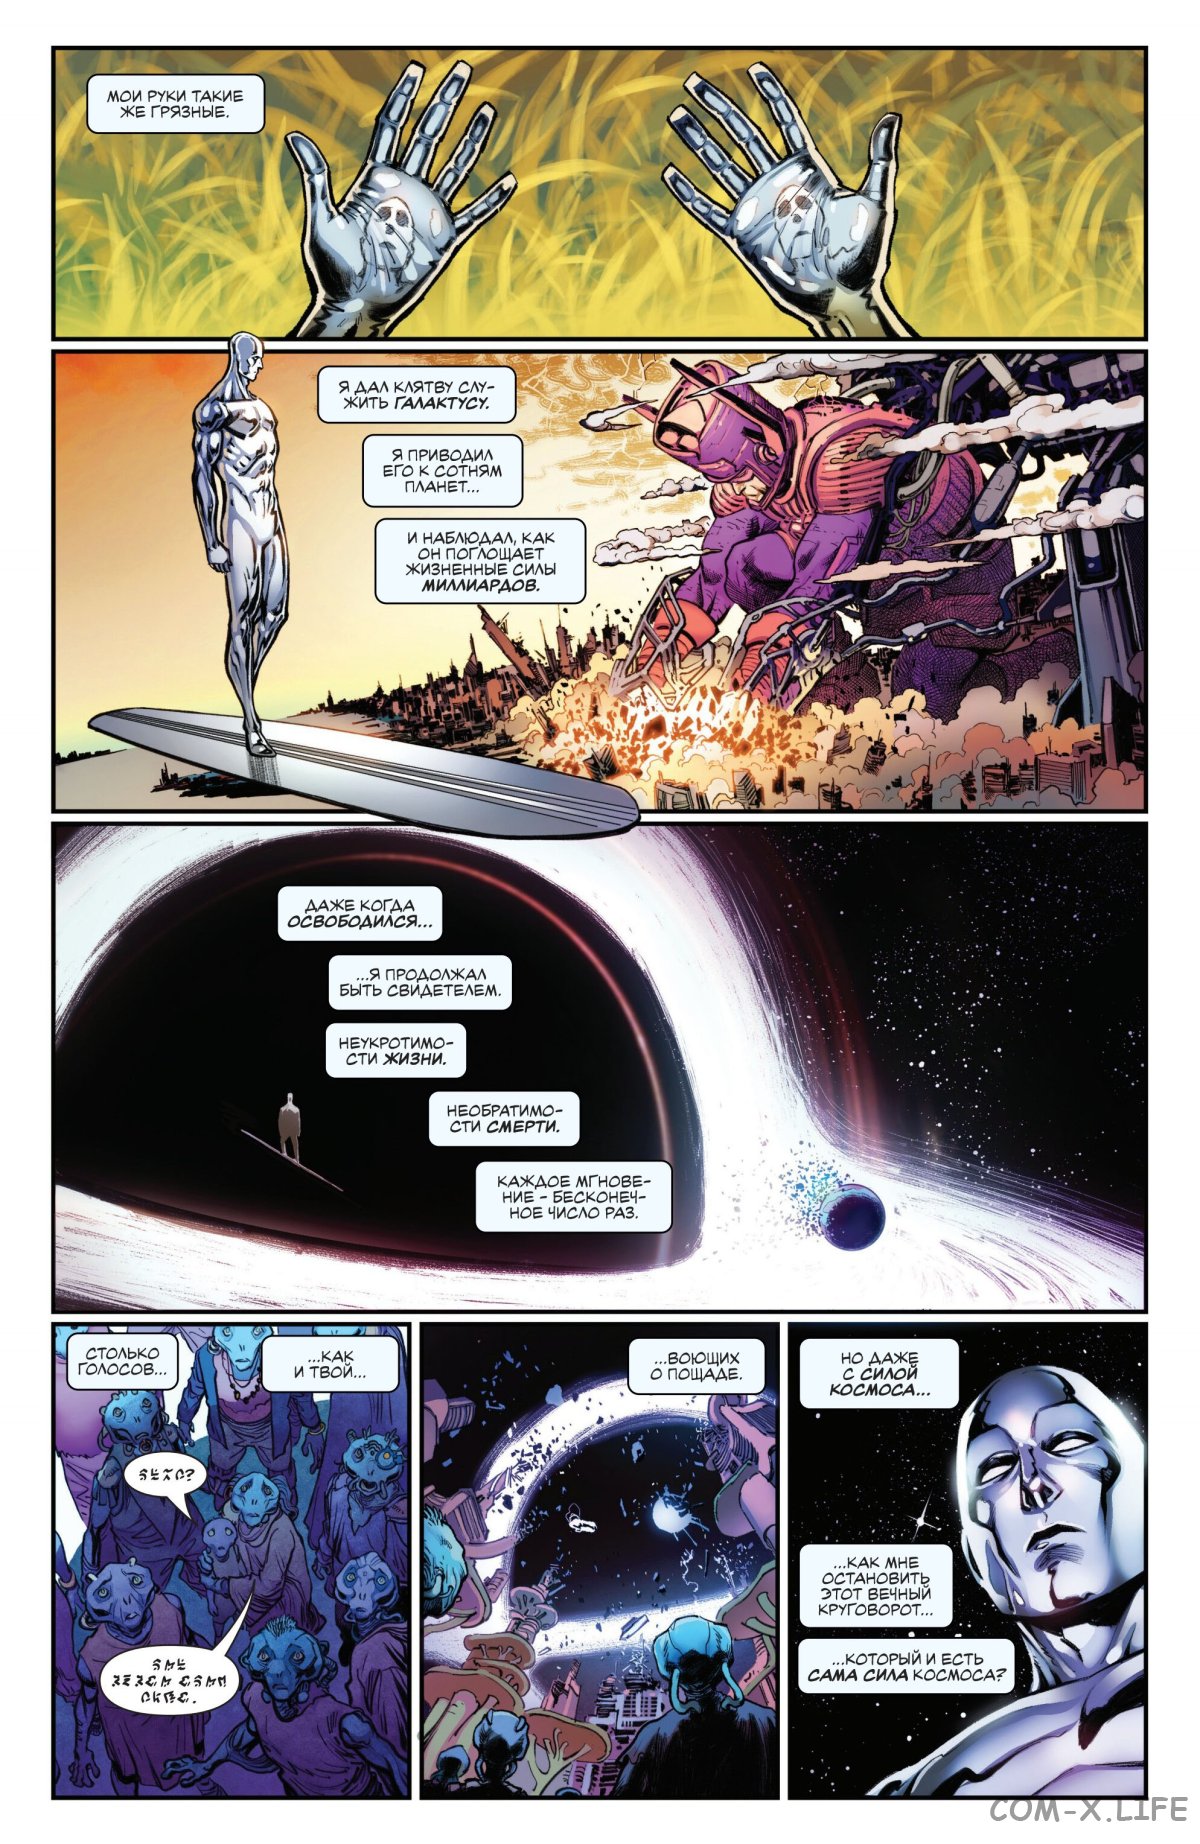 МОИ РУКИ ТАКИЕ
ЖЕ ГРЯЗНЫЕ.
Я ДАЛ КЛЯТВУ СЛУ-
ЖИТЬ ГАЛАКТУСУ.
Я ПРИВОДИЛ
ЕГО К СОТНЯМ
ПЛАНЕТ...
И НАБЛЮДАЛ, КАК
ОН ПОГЛОЩАЕТ
ЖИЗНЕННЫЕ СИЛЫ
МИЛЛИАРДОВ.
ДАЖЕ КОГДА
ОСВОБОДИЛСЯ...
...Я ПРОДОЛЖАЛ
БЫТЬ СВИДЕТЕЛЕМ.
НЕУКРОТИМО-
СТИ ЖИЗНИ.
НЕОБРАТИМО-
СТИ СМЕРТИ.
КАЖДОЕ МГНОВЕ-
НИЕ - БЕСКОНЕЧ-
НОЕ ЧИСЛО РАЗ.
СТОЛЬКО
ГОЛОСОВ...
...КАК
И ТВОЙ...
...ВОЮЩИХ
О ПОЩАДЕ.
НО ДАЖЕ
С СИЛОЙ
КОСМОСА...
...КАК МНЕ
ОСТАНОВИТЬ
ЭТОТ ВЕЧНЫЙ
КРУГОВОРОТ...
...КОТОРЫЙ И ЕСТЬ
САМА СИЛА КОСМОСА?
COM-X.LIFE